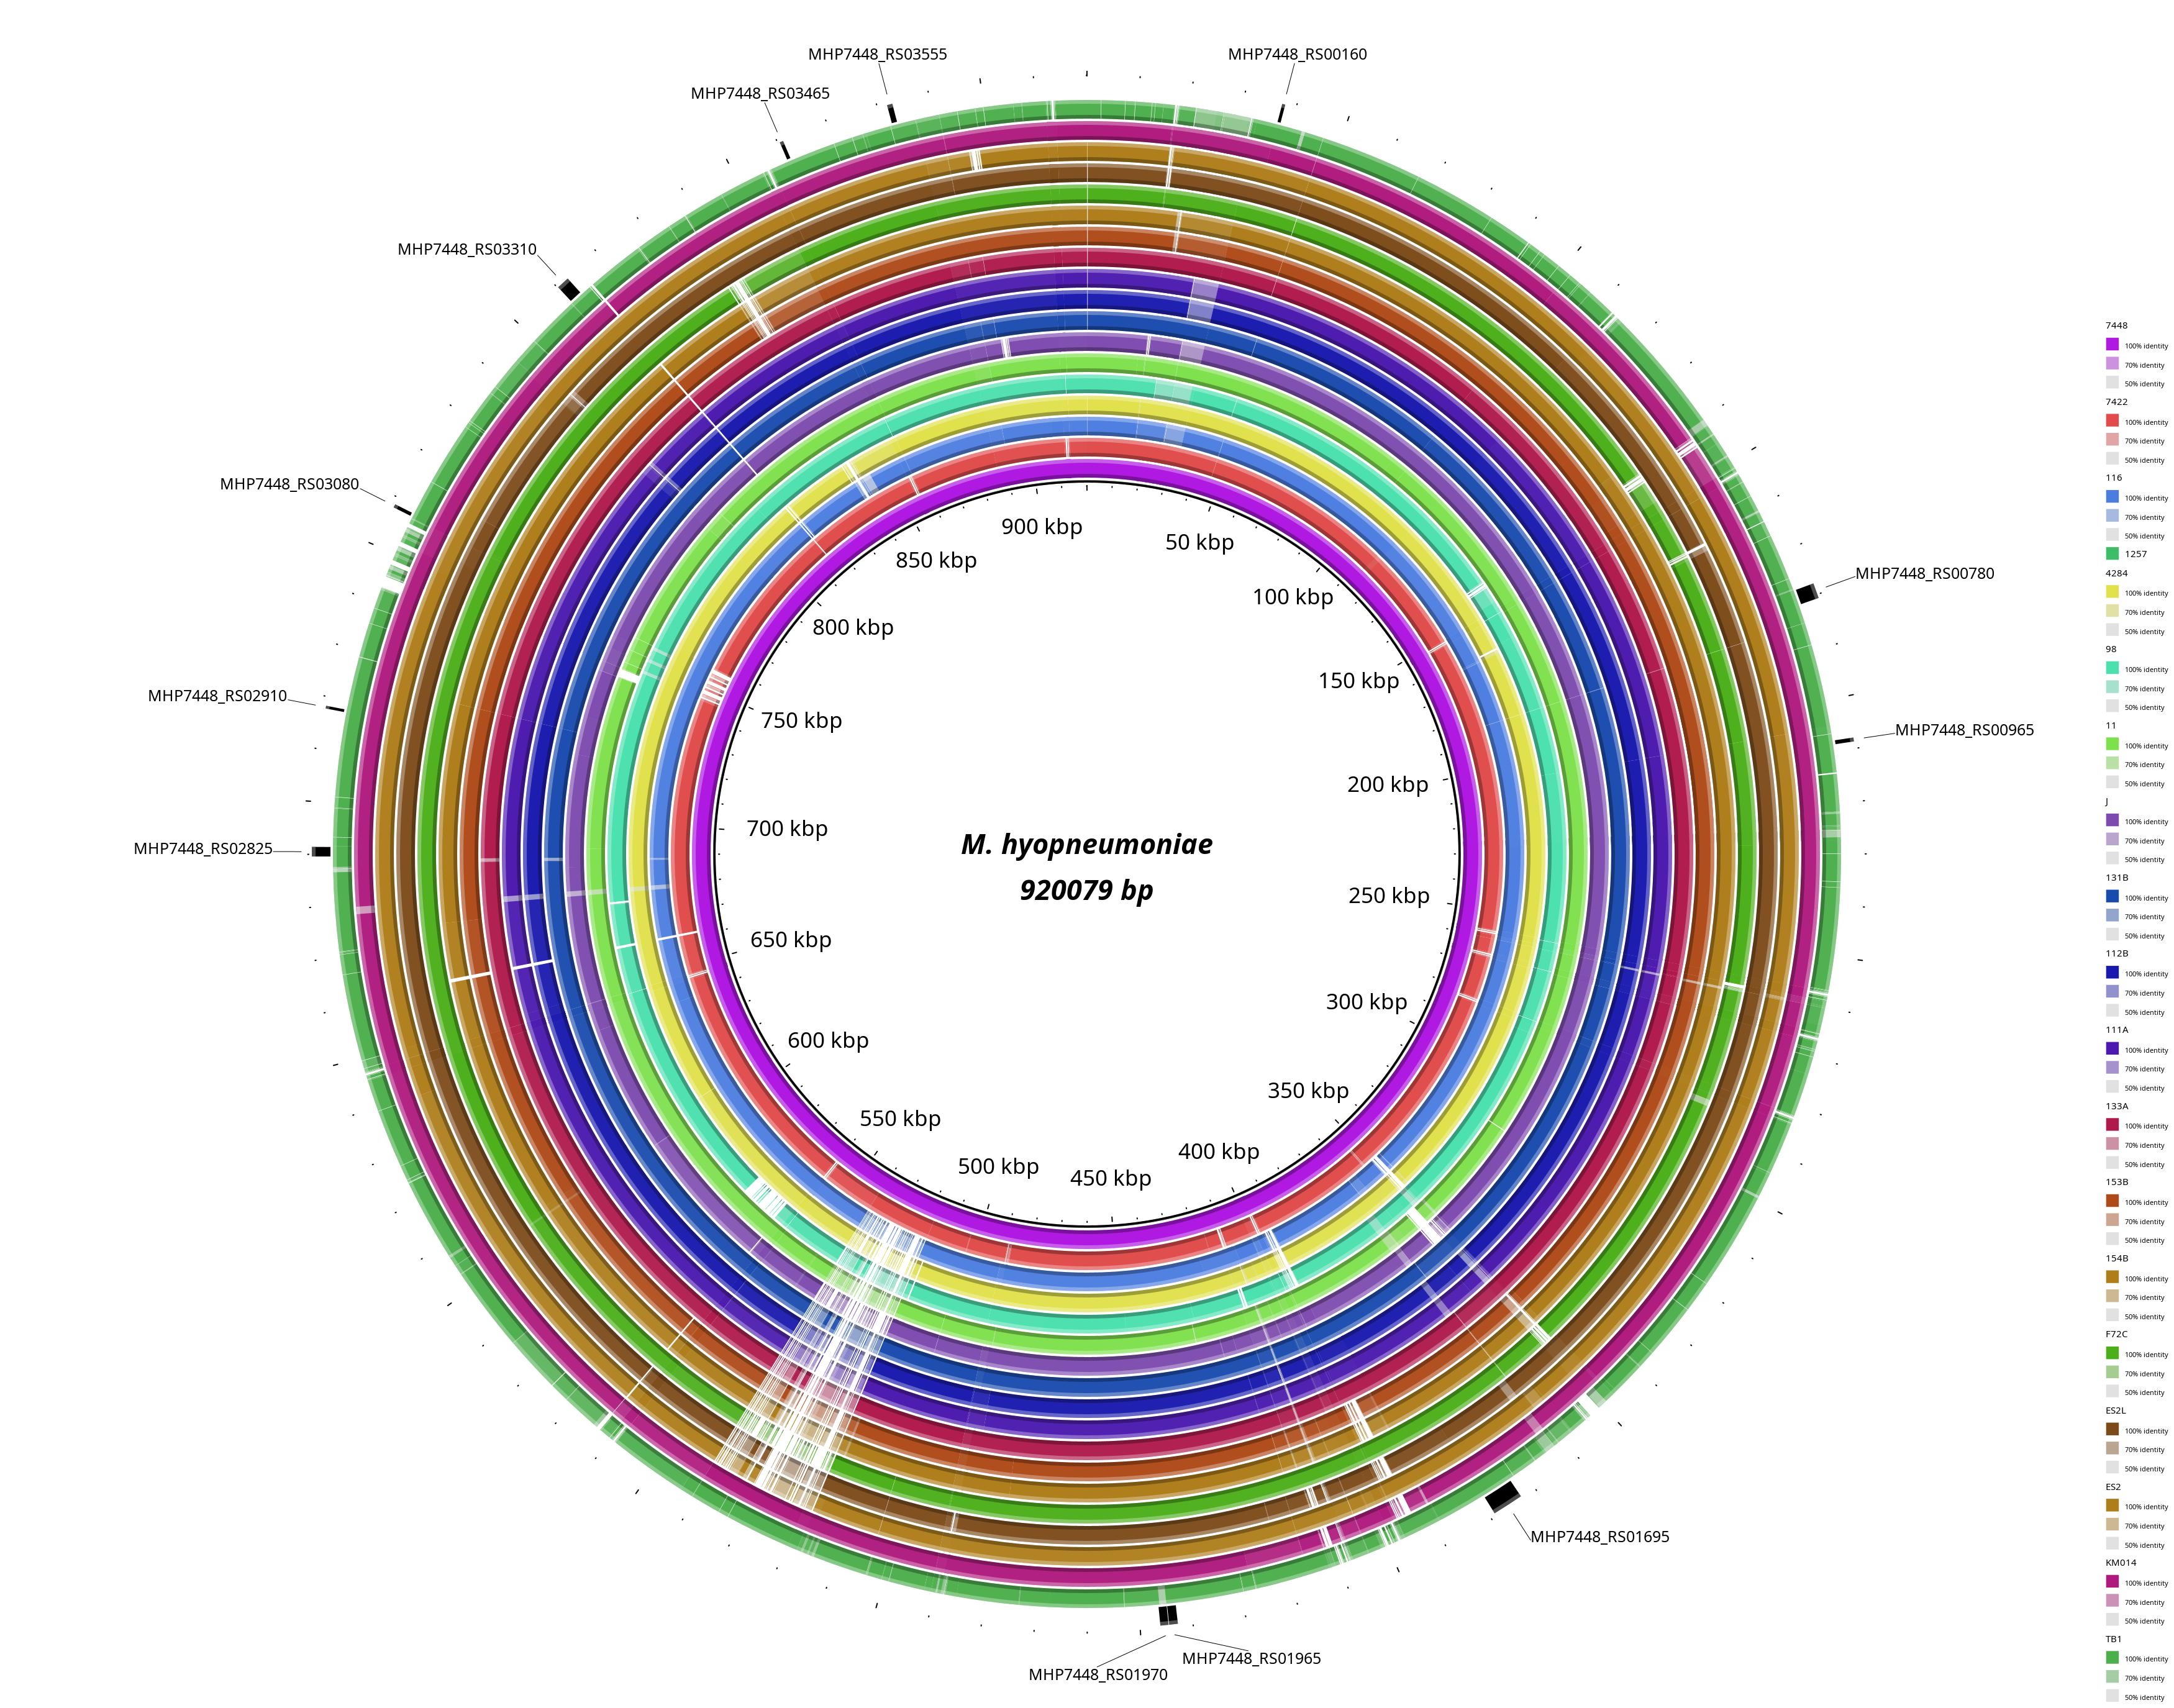 MHP7448_RS03555
MHP7448_RS00160
MHP7448_RS03465
MHP7448_RS03310
MHP7448_RS03080
MHP7448_RS00780
MHP7448_RS02910
MHP7448_RS00965
MHP7448_RS02825
MHP7448_RS01695
MHP7448_RS01965
MHP7448_RS01970
900 kbp
50 kbp
850 kbp
100 kbp
800 kbp
150 kbp
750 kbp
200 kbp
700 kbp
M. hyopneumoniae
920079 bp
250 kbp
650 kbp
300 kbp
600 kbp
350 kbp
550 kbp
400 kbp
500 kbp
450 kbp
7448
100% identity
70% identity
50% identity
7422
100% identity
70% identity
50% identity
116
100% identity
70% identity
50% identity
1257
4284
100% identity
70% identity
50% identity
98
100% identity
70% identity
50% identity
11
100% identity
70% identity
50% identity
J
100% identity
70% identity
50% identity
131B
100% identity
70% identity
50% identity
112B
100% identity
70% identity
50% identity
111A
100% identity
70% identity
50% identity
133A
100% identity
70% identity
50% identity
153B
100% identity
70% identity
50% identity
154B
100% identity
70% identity
50% identity
F72C
100% identity
70% identity
50% identity
ES2L
100% identity
70% identity
50% identity
ES2
100% identity
70% identity
50% identity
KM014
100% identity
70% identity
50% identity
TB1
100% identity
70% identity
50% identity